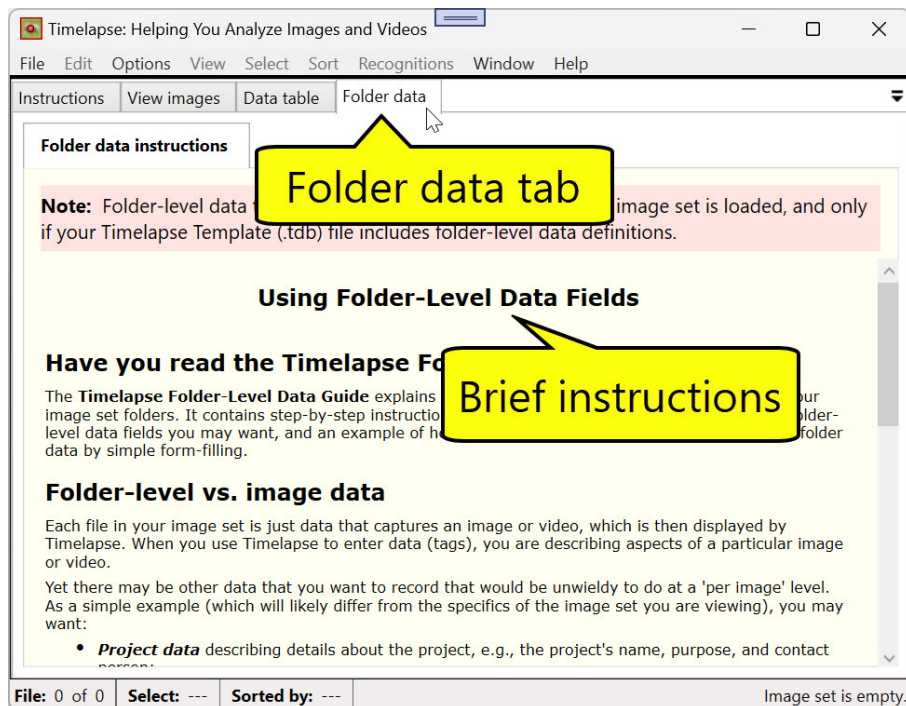 Timelapse: Helping You Analyze Images and Videos
File Edit Options View Select Sort Recognitions Window Help
Instructions View images Data table Folder data
Folder data instructions
Folder data tab
Note: Folder-level data image set is loaded, and only
if your Timelapse Template (.tdb) file includes folder-level data definitions.
Using Folder-Level Data Fields
Have you read the Timelapse
Brief instructions
The Timelapse Folder-Level Data Guide explains
image set folders. It contains step-by-step
level data fields you may want, and an example of folder
data by simple form-filling.
Folder-level vs. image data
Each file in your image set is just data that captures an image or video, which is then displayed by
Timelapse. When you use Timelapse to enter data (tags), you are describing aspects of a particular image
or video.
Yet there may be other data that you want to record that would be unwieldy to do at a 'per image' level.
As a simple example (which will likely differ from the specifics of the image set you are viewing), you may
want:
• Project data describing details about the project, e.g., the project's name, purpose, and contact
File: 0 of 0 Select: --- Sorted by: --- Image set is empty.